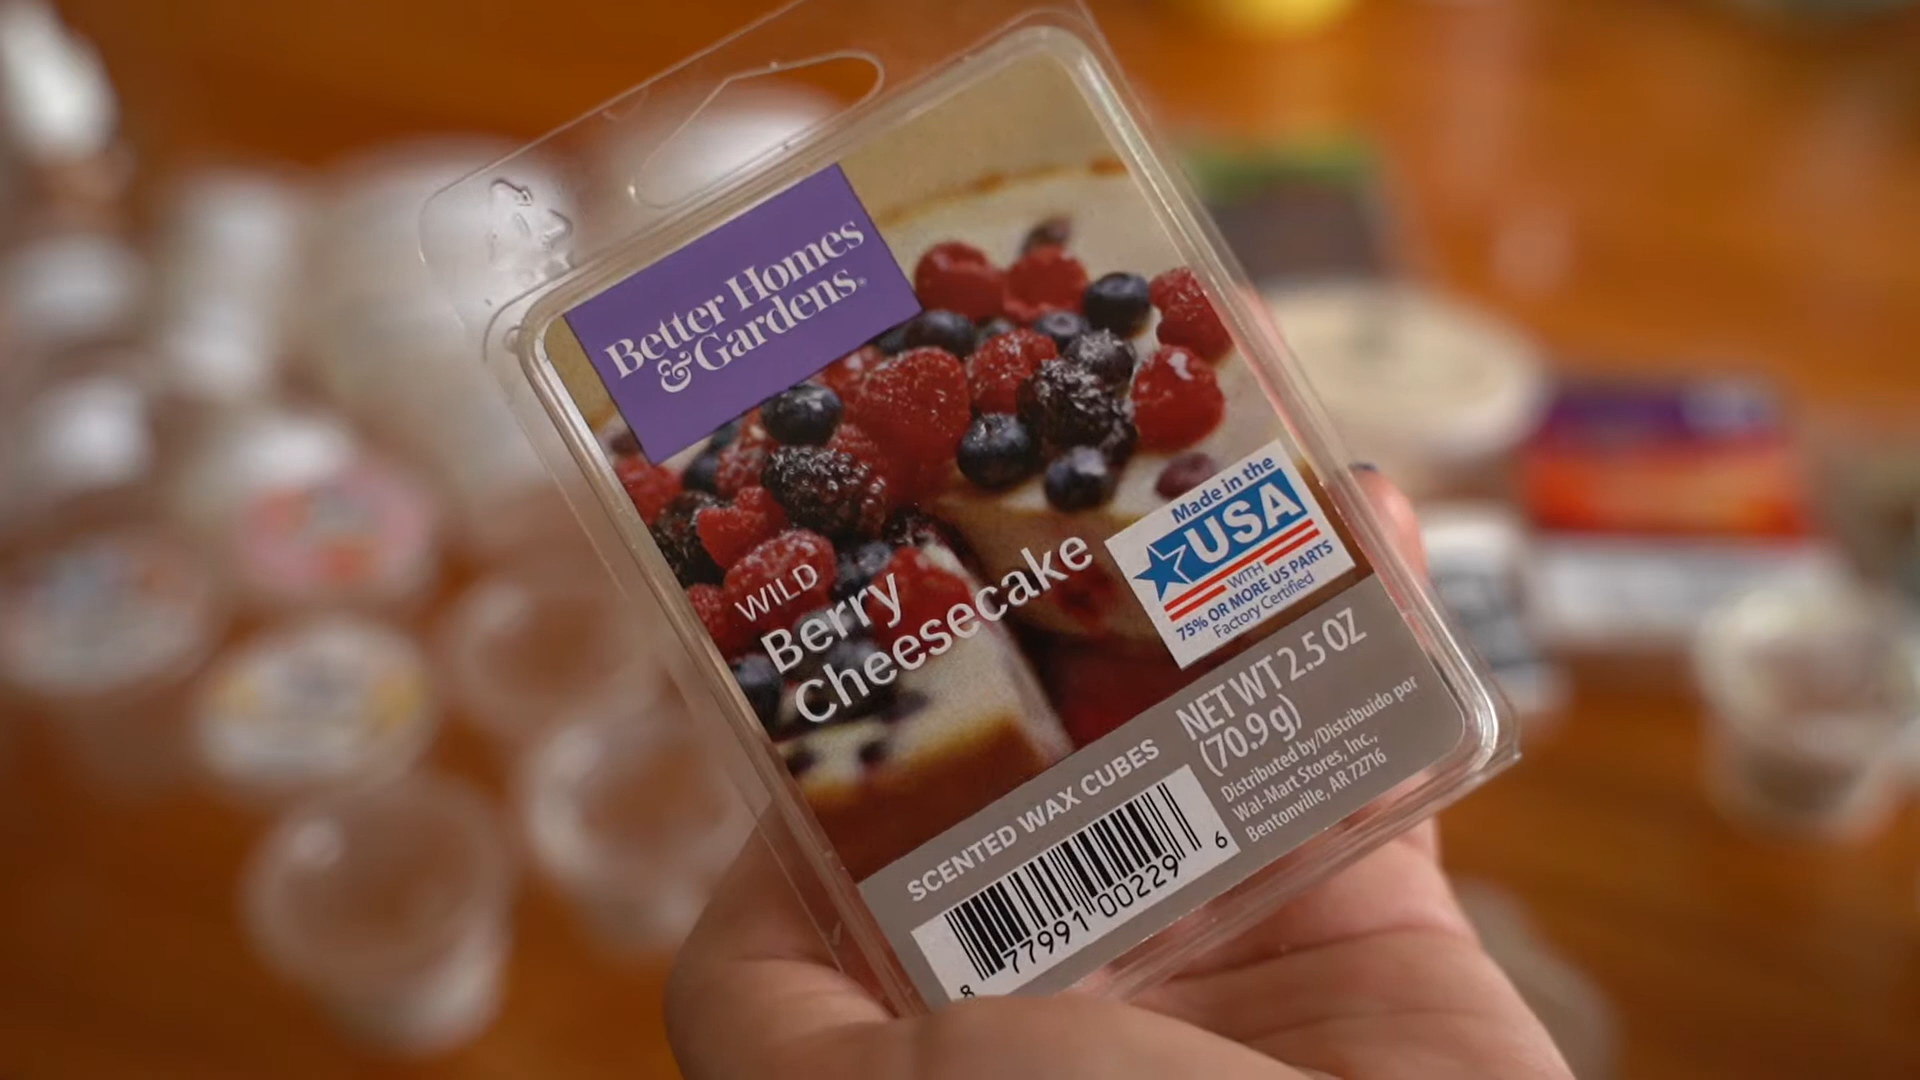 Better Homes
&Gardens®
WILD
Berry
Cheesecake
Made in the
USA
WITH
75% OR MORE US PARTS
Factory Certified
SCENTED WAX CUBES
NET WT 2.5 OZ
(70.9 g)
Distributed by/Distribuido por
Wal-Mart Stores, Inc.,
Bentonville, AR 72716
8 77991 00229 6